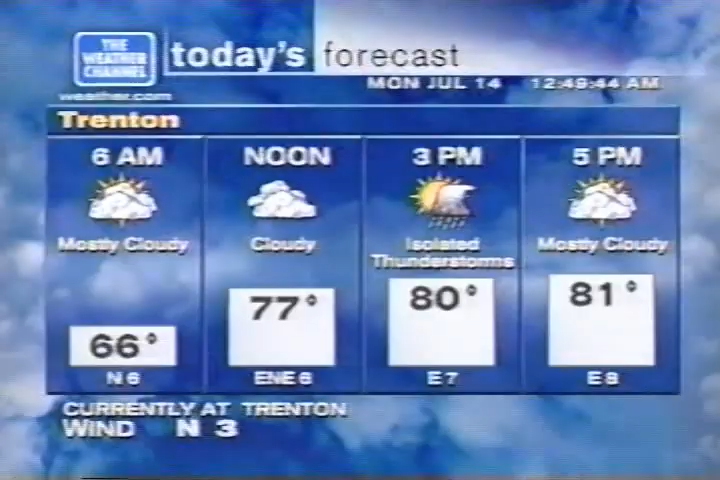 THE
WEATHER
CHANNEL
weather.com
today's forecast
MON JUL 14 12:49:44 AM
Trenton
6 AM
Mostly Cloudy
66°
N 6
NOON
Cloudy
77°
ENE 6
3 PM
Isolated
Thunderstorms
80°
E 7
5 PM
Mostly Cloudy
81°
E 8
CURRENTLY AT TRENTON
WIND N 3